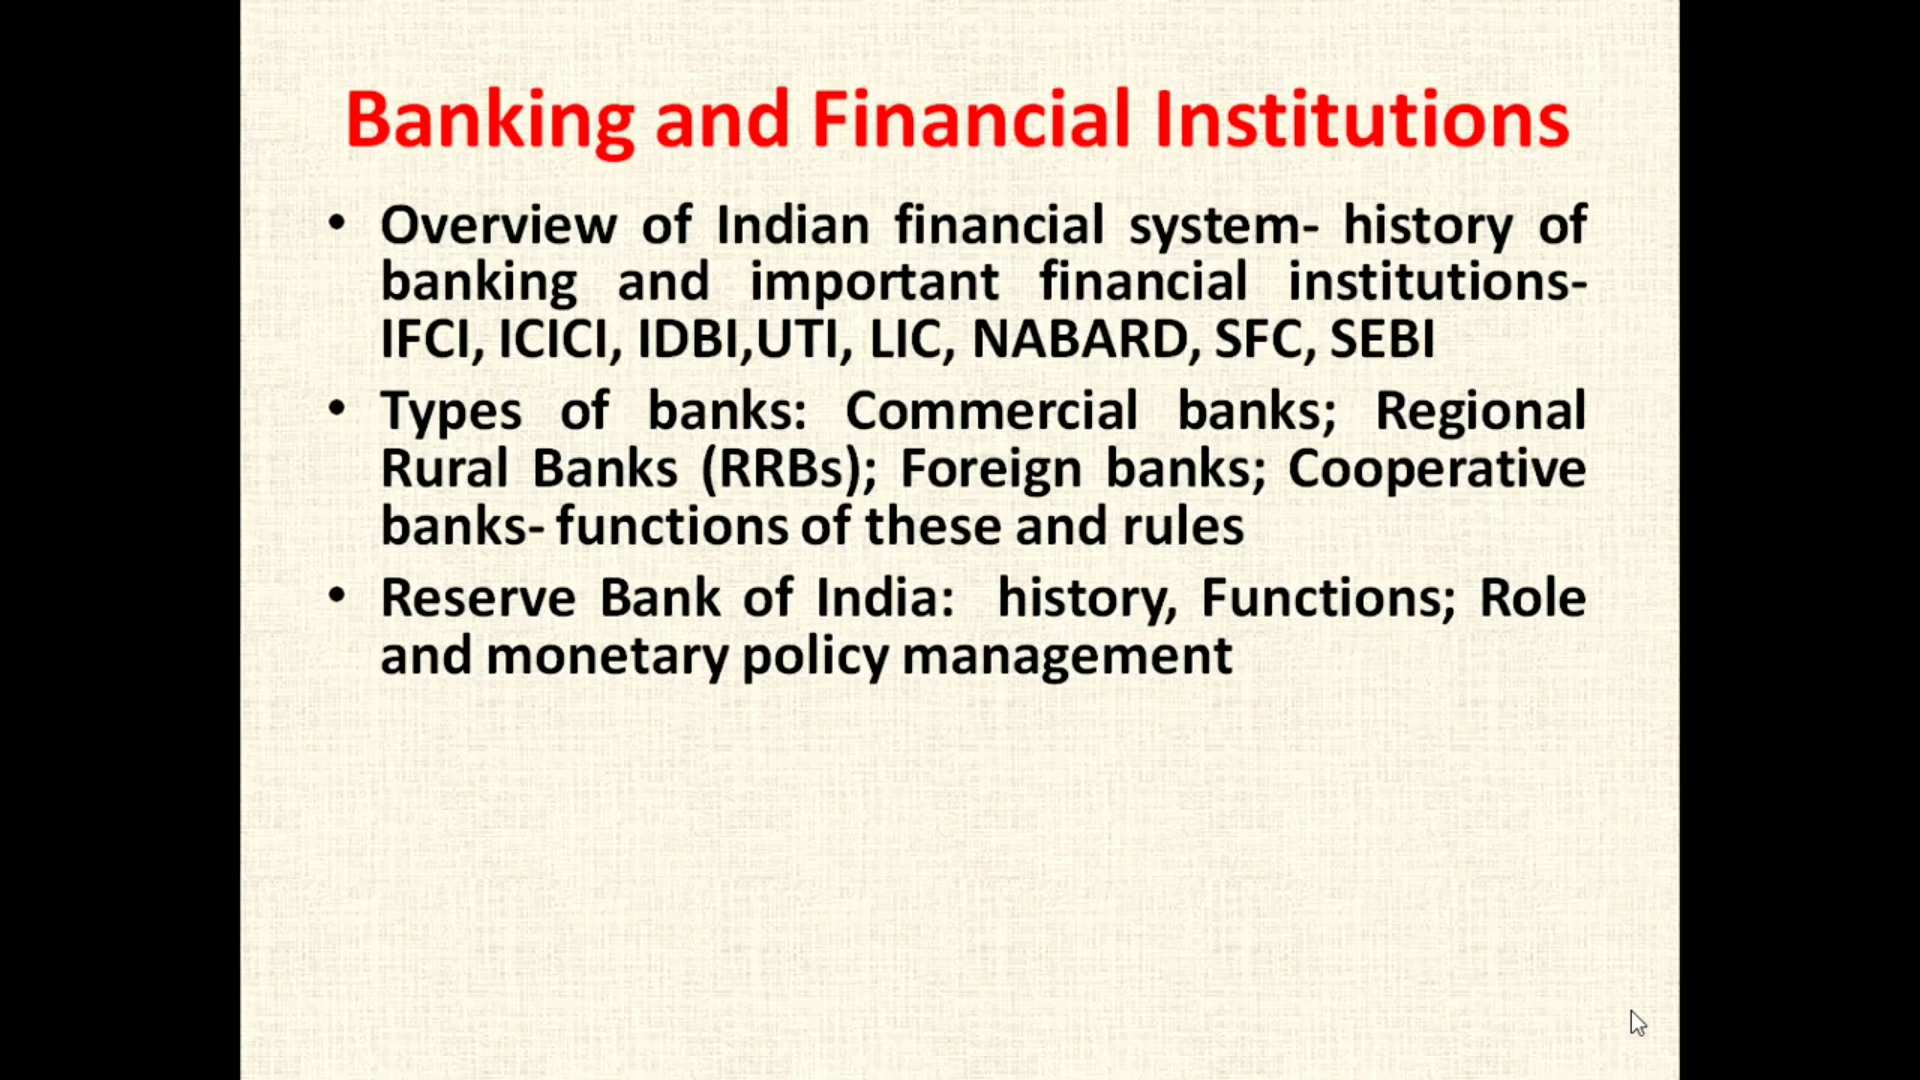 Banking and Financial Institutions
• Overview of Indian financial system- history of
banking and important financial institutions-
IFCI, ICICI, IDBI,UTI, LIC, NABARD, SFC, SEBI
• Types of banks: Commercial banks; Regional
Rural Banks (RRBs); Foreign banks; Cooperative
banks- functions of these and rules
• Reserve Bank of India:  history, Functions; Role
and monetary policy management